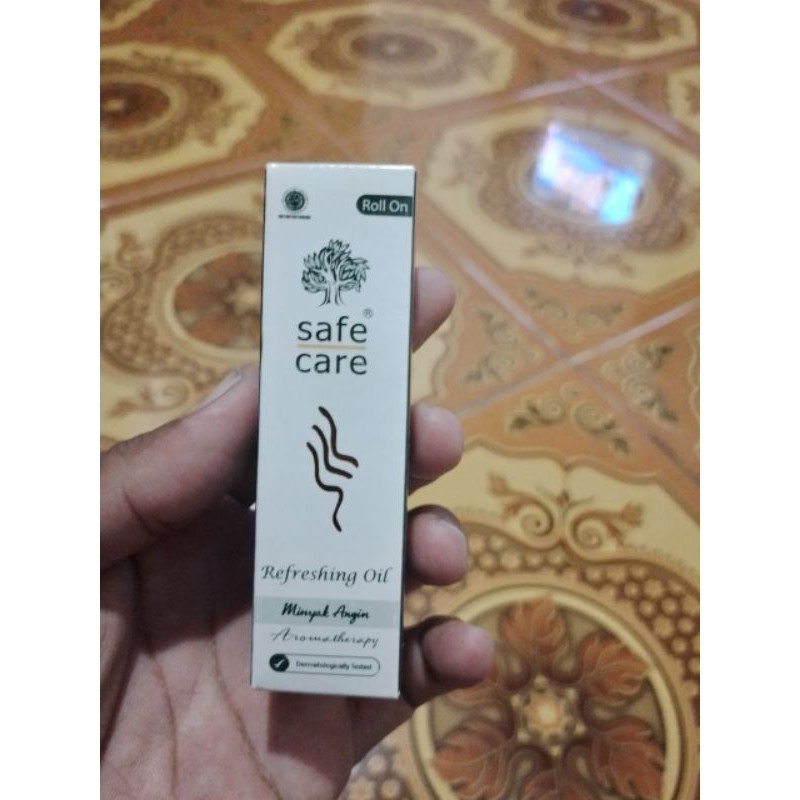 Roll On
safe®
care
Refreshing Oil
Minyak Angin
Aromatherapy
Dermatologically Tested